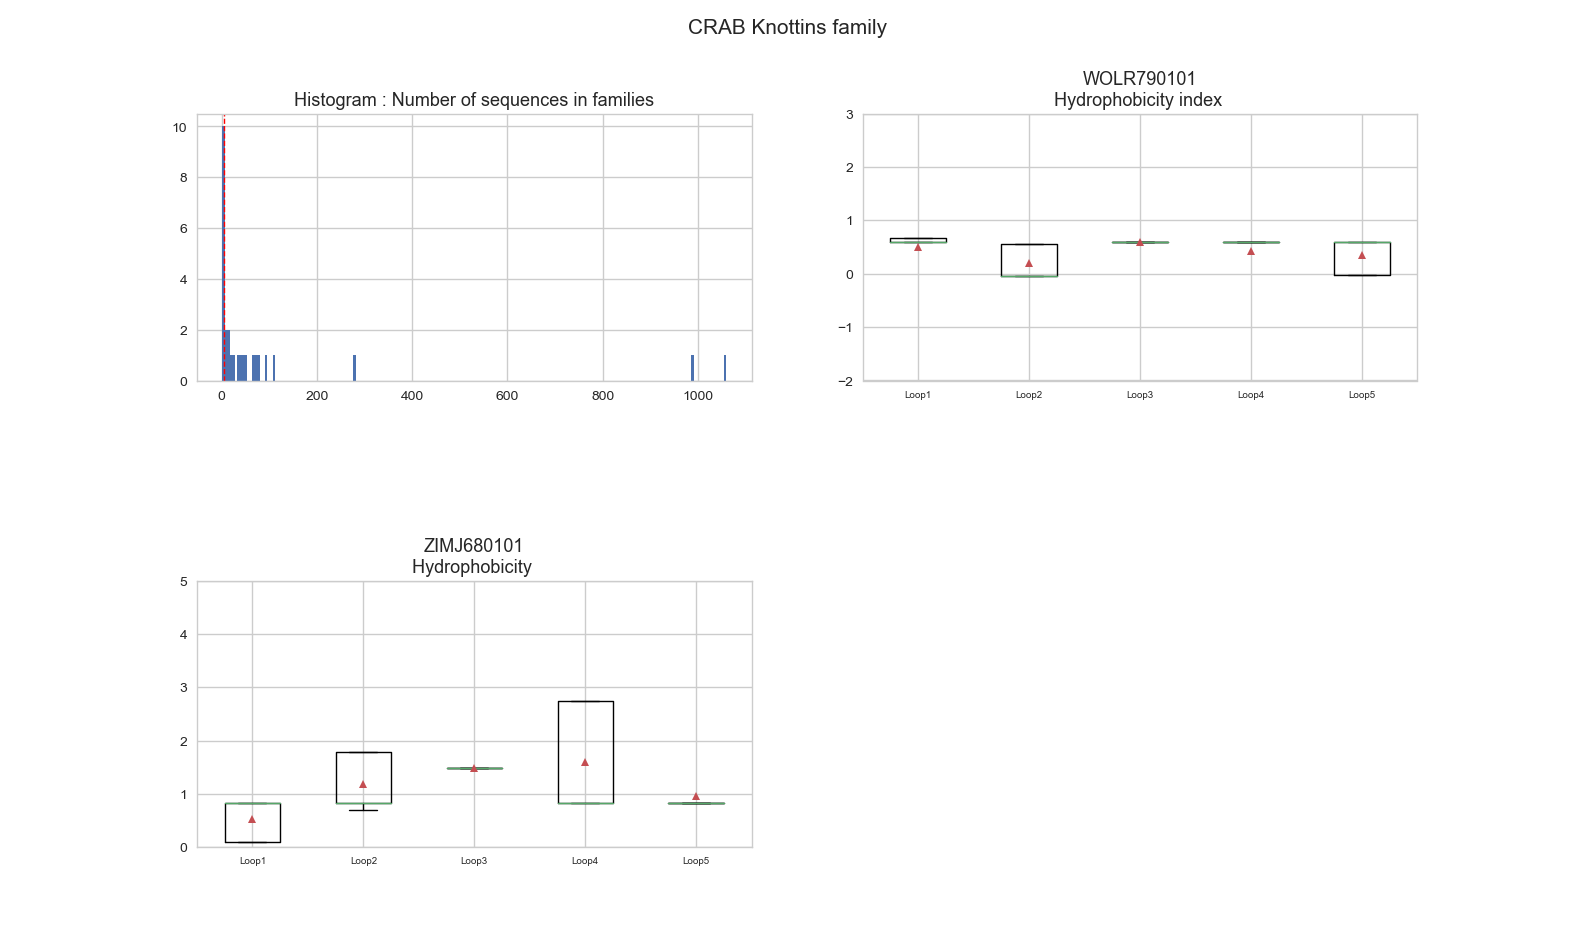 CRAB Knottins family
Histogram : Number of sequences in families
10
8
6
4
2
0
0 200 400 600 800 1000
WOLR790101
Hydrophobicity index
3
2
1
0
−1
−2
Loop1 Loop2 Loop3 Loop4 Loop5
ZIMJ680101
Hydrophobicity
5
4
3
2
1
0
Loop1 Loop2 Loop3 Loop4 Loop5